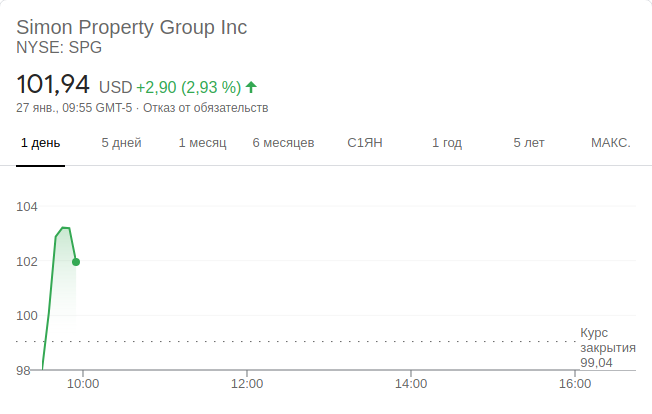 Simon Property Group Inc
NYSE: SPG
101,94 USD +2,90 (2,93 %)
27 янв., 09:55 GMT-5 · Отказ от обязательств
1 день 5 дней 1 месяц 6 месяцев С1ЯН 1 год 5 лет МАКС.
104
102
100
98
Курс
закрытия
99,04
10:00 12:00 14:00 16:00